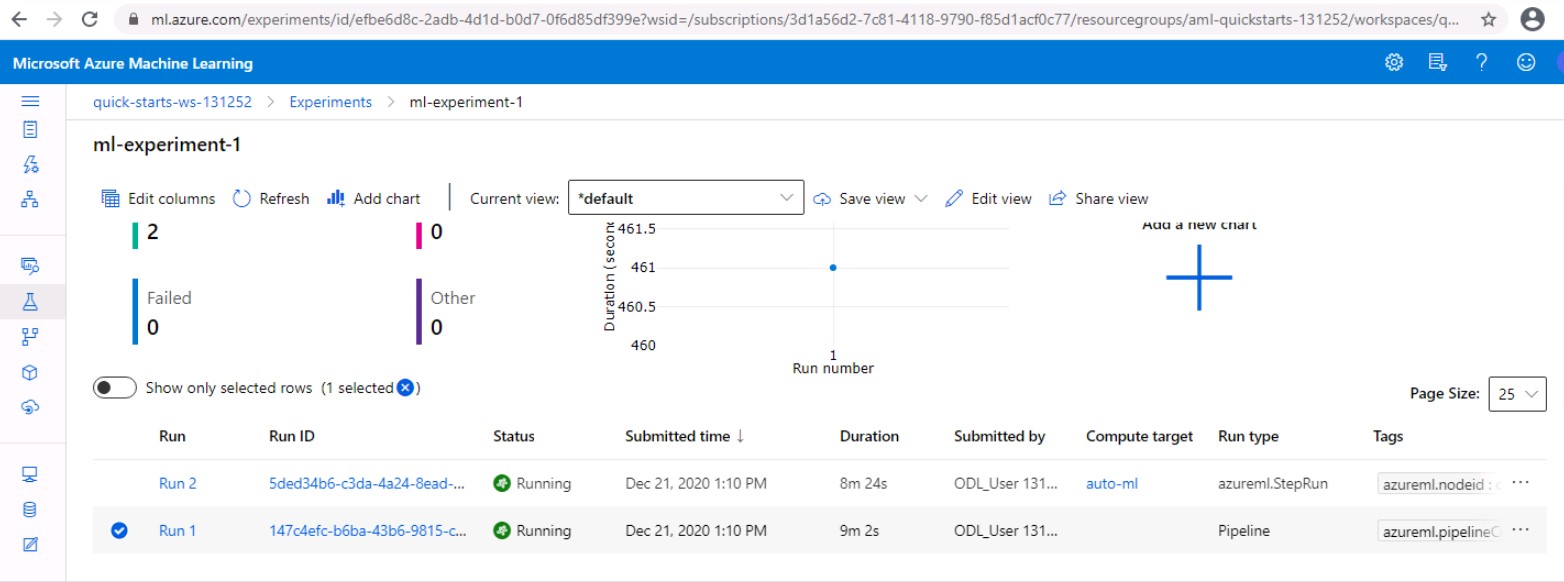 ml.azure.com/experiments/id/efbe6d8c-2adb-4d1d-b0d7-0f6d85df399e?wsid=/subscriptions/3d1a56d2-7c81-4118-9790-f85d1acf0c77/resourcegroups/aml-quickstarts-131252/workspaces/q...
Microsoft Azure Machine Learning
quick-starts-ws-131252 > Experiments > ml-experiment-1
ml-experiment-1
Edit columns Refresh Add chart Current view: *default Save view Edit view Share view
2 0
Failed Other
0 0
Duration (secon
461.5
461
460.5
460
1
Run number
Add a new chart
Show only selected rows (1 selected )
Page Size: 25
Run Run ID Status Submitted time ↓ Duration Submitted by Compute target Run type Tags
Run 2 5ded34b6-c3da-4a24-8ead-... Running Dec 21, 2020 1:10 PM 8m 24s ODL_User 131... auto-ml azureml.StepRun azureml.nodeid : ...
Run 1 147c4efc-b6ba-43b6-9815-c... Running Dec 21, 2020 1:10 PM 9m 2s ODL_User 131... Pipeline azureml.pipelineC ...